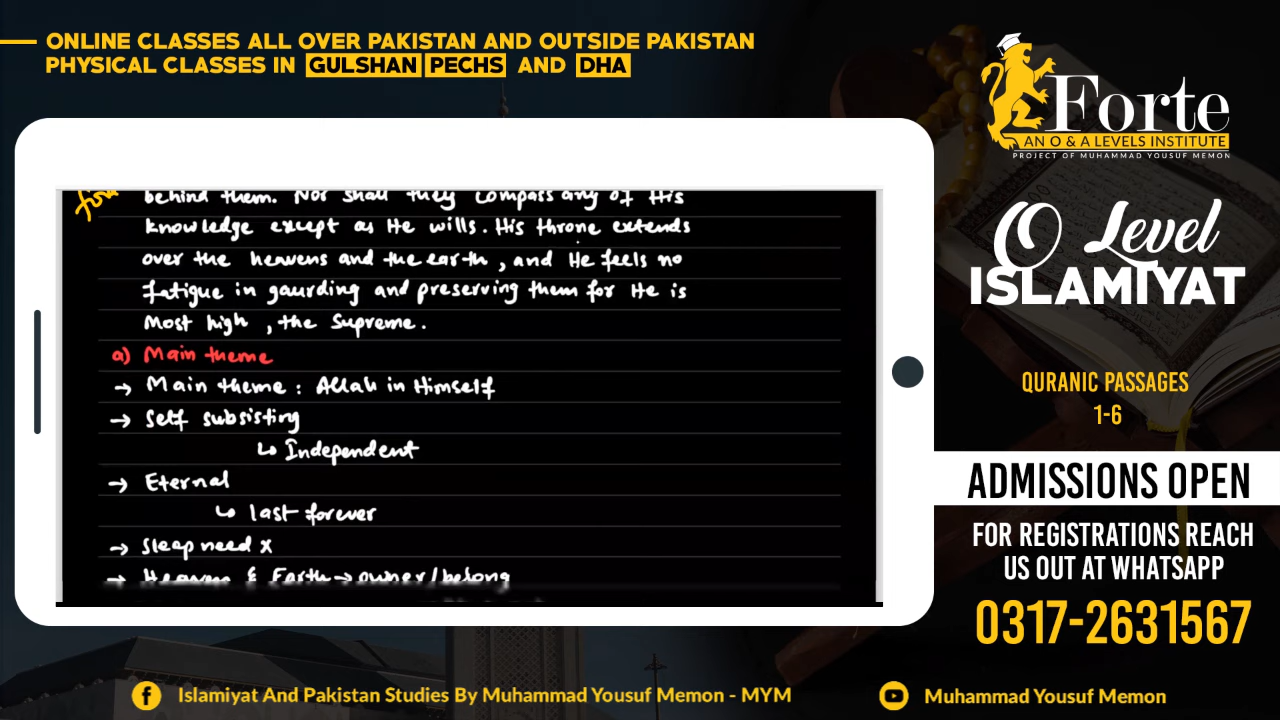 ONLINE CLASSES ALL OVER PAKISTAN AND OUTSIDE PAKISTAN
PHYSICAL CLASSES IN GULSHAN PECHS AND DHA
Forte
AN O & A LEVELS INSTITUTE
PROJECT OF MUHAMMAD YOUSUF MEMON
behind them. Nor shall they compass any of His
knowledge except as He wills. His throne extends
over the heavens and the earth, and He feels no
fatigue in gaurding and preserving them for He is
Most high, the Supreme.
a) Main theme
→ Main theme: Allah in Himself
→ Self subsisting
↳ Independent
→ Eternal
↳ last forever
→ Sleep need x
→ Heaven & Earth → owner/belong
O Level
ISLAMIYAT
QURANIC PASSAGES
1-6
ADMISSIONS OPEN
FOR REGISTRATIONS REACH
US OUT AT WHATSAPP
0317-2631567
Islamiyat And Pakistan Studies By Muhammad Yousuf Memon - MYM
Muhammad Yousuf Memon